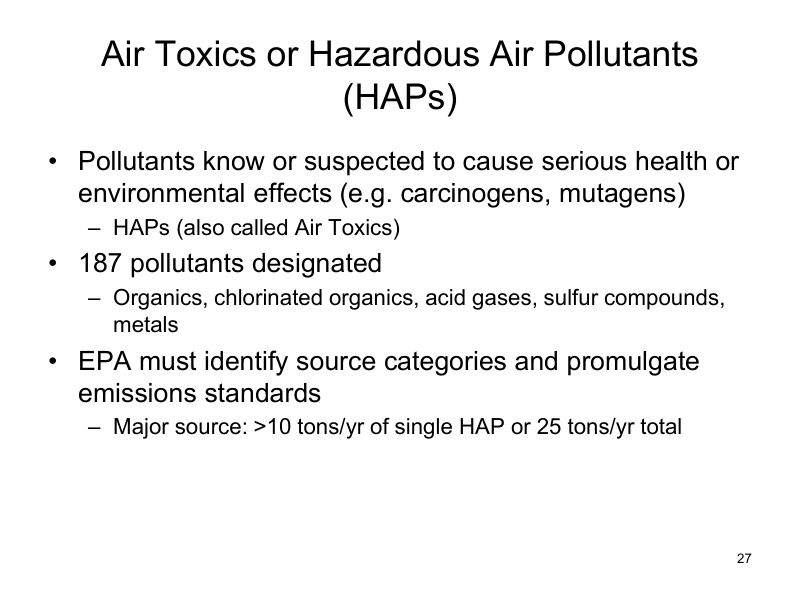 Air Toxics or Hazardous Air Pollutants
(HAPs)
• Pollutants know or suspected to cause serious health or
environmental effects (e.g. carcinogens, mutagens)
– HAPs (also called Air Toxics)
• 187 pollutants designated
– Organics, chlorinated organics, acid gases, sulfur compounds,
metals
• EPA must identify source categories and promulgate
emissions standards
– Major source: >10 tons/yr of single HAP or 25 tons/yr total
27